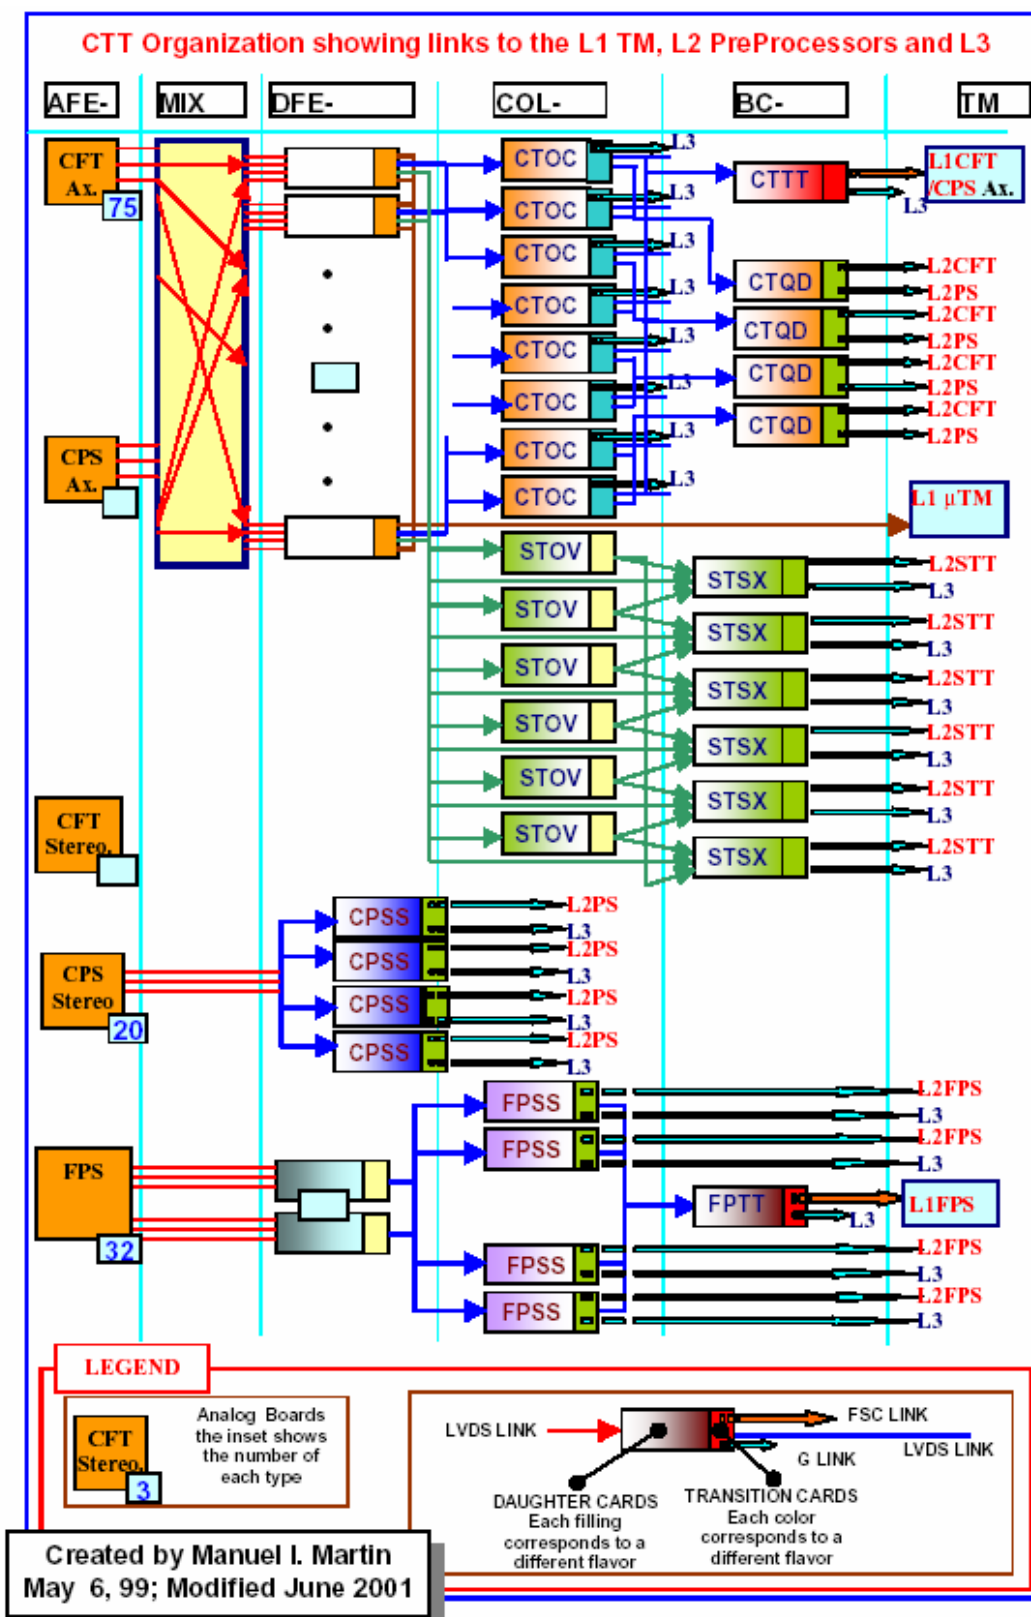 CTT Organization showing links to the L1 TM, L2 PreProcessors and L3
AFE-
MIX
DFE-
COL-
BC-
TM
CFT
Ax.
75
CPS
Ax.
CTOC
L3
CTOC
L3
CTOC
L3
CTOC
L3
CTOC
L3
CTOC
L3
CTOC
L3
CTOC
L3
CTTT
L1CFT
/CPS Ax.
L3
CTQD
L2CFT
L2PS
CTQD
L2CFT
L2PS
CTQD
L2CFT
L2PS
CTQD
L2CFT
L2PS
L1 μTM
STOV
STOV
STOV
STOV
STOV
STOV
STSX
L2STT
L3
STSX
L2STT
L3
STSX
L2STT
L3
STSX
L2STT
L3
STSX
L2STT
L3
STSX
L2STT
L3
CFT
Stereo.
CPS
Stereo
20
CPSS
L2PS
L3
CPSS
L2PS
L3
CPSS
L2PS
L3
CPSS
L2PS
L3
FPS
32
FPSS
L2FPS
L3
FPSS
L2FPS
L3
FPTT
L3
L1FPS
FPSS
L2FPS
L3
FPSS
L2FPS
L3
LEGEND
CFT
Stereo.
3
Analog Boards
the inset shows
the number of
each type
LVDS LINK
FSC LINK
LVDS LINK
G LINK
DAUGHTER CARDS
Each filling
corresponds to a
different flavor
TRANSITION CARDS
Each color
corresponds to a
different flavor
Created by Manuel I. Martin
May 6, 99; Modified June 2001